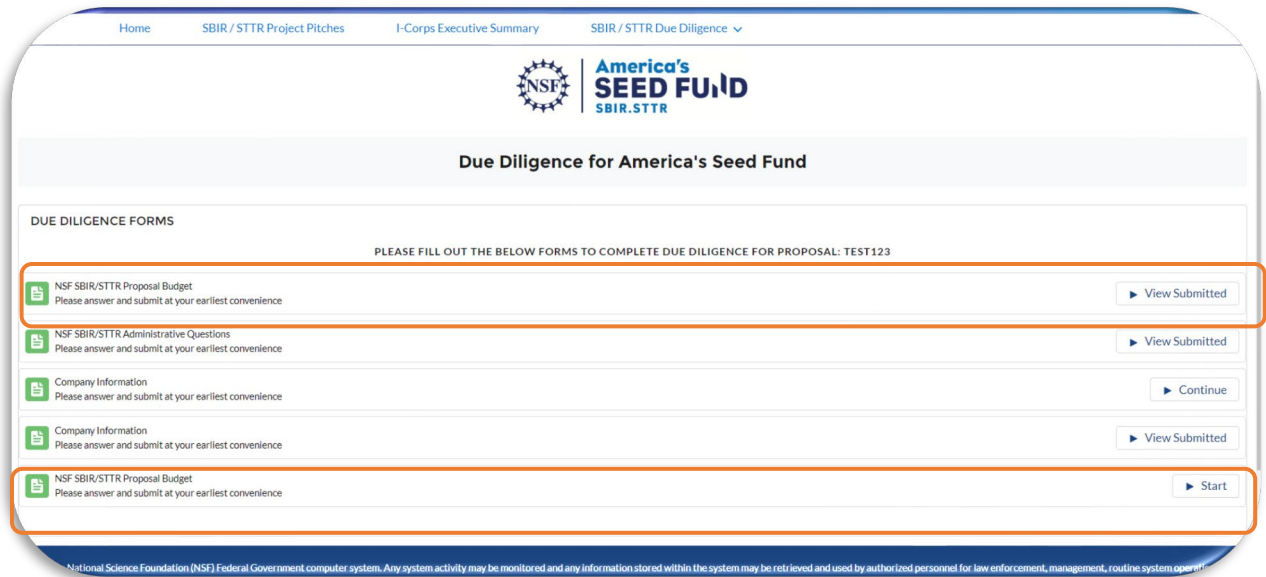 Home SBIR / STTR Project Pitches I-Corps Executive Summary SBIR / STTR Due Diligence
NSF
America's
SEED FUND
SBIR.STTR
Due Diligence for America's Seed Fund
DUE DILIGENCE FORMS
PLEASE FILL OUT THE BELOW FORMS TO COMPLETE DUE DILIGENCE FOR PROPOSAL: TEST123
NSF SBIR/STTR Proposal Budget
Please answer and submit at your earliest convenience
View Submitted
NSF SBIR/STTR Administrative Questions
Please answer and submit at your earliest convenience
View Submitted
Company Information
Please answer and submit at your earliest convenience
Continue
Company Information
Please answer and submit at your earliest convenience
View Submitted
NSF SBIR/STTR Proposal Budget
Please answer and submit at your earliest convenience
Start
National Science Foundation (NSF) Federal Government computer system. Any system activity may be monitored and any information stored within the system may be retrieved and used by authorized personnel for law enforcement, management, routine system